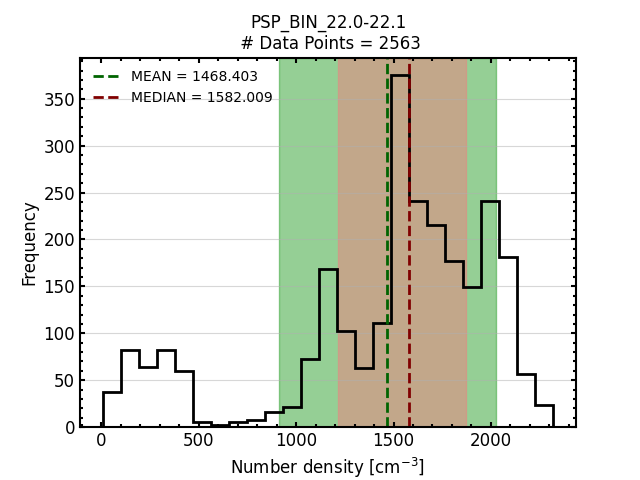 PSP_BIN_22.0-22.1
# Data Points = 2563
MEAN = 1468.403
MEDIAN = 1582.009
Frequency
350
300
250
200
150
100
50
0
0 500 1000 1500 2000
Number density [cm⁻³]